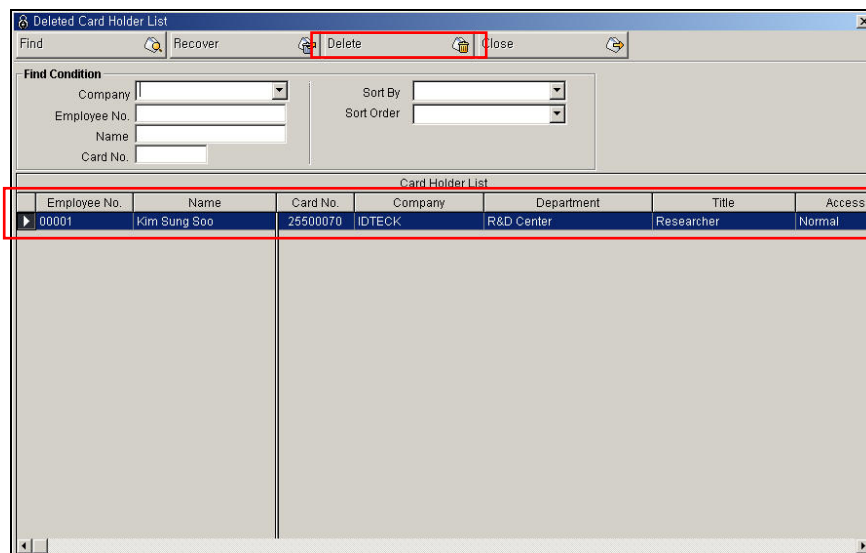 Deleted Card Holder List
Find Recover Delete Close
Find Condition
Company Sort By
Employee No. Sort Order
Name
Card No.
Card Holder List
Employee No. Name Card No. Company Department Title Access
00001 Kim Sung Soo 25500070 IDTECK R&D Center Researcher Normal